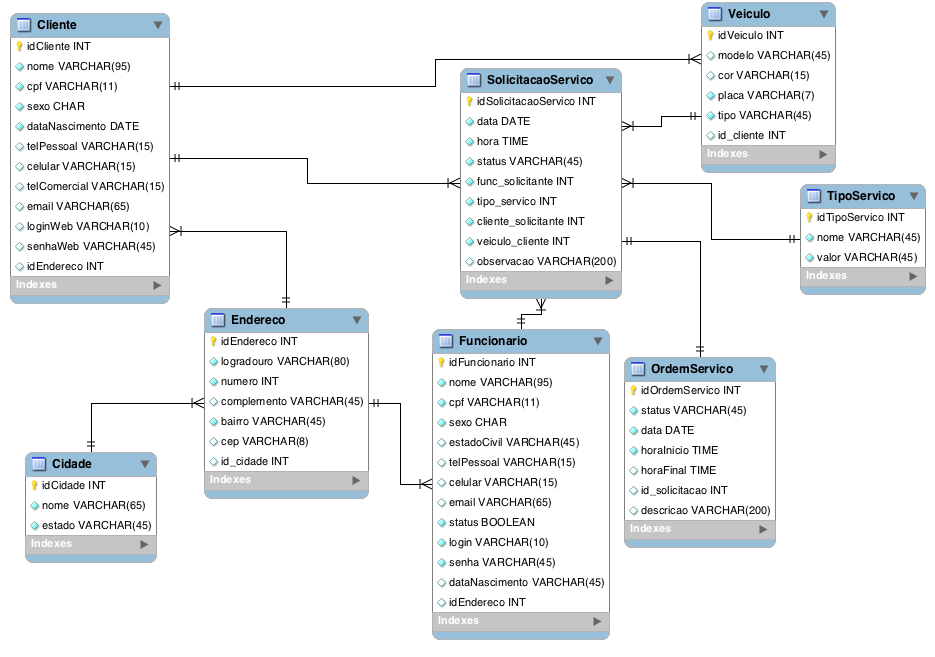 Cliente
idCliente INT
nome VARCHAR(95)
cpf VARCHAR(11)
sexo CHAR
dataNascimento DATE
telPessoal VARCHAR(15)
celular VARCHAR(15)
telComercial VARCHAR(15)
email VARCHAR(65)
loginWeb VARCHAR(10)
senhaWeb VARCHAR(45)
idEndereco INT
Indexes
Veiculo
idVeiculo INT
modelo VARCHAR(45)
cor VARCHAR(15)
placa VARCHAR(7)
tipo VARCHAR(45)
id_cliente INT
Indexes
SolicitacaoServico
idSolicitacaoServico INT
data DATE
hora TIME
status VARCHAR(45)
func_solicitante INT
tipo_servico INT
cliente_solicitante INT
veiculo_cliente INT
observacao VARCHAR(200)
Indexes
TipoServico
idTipoServico INT
nome VARCHAR(45)
valor VARCHAR(45)
Indexes
Endereco
idEndereco INT
logradouro VARCHAR(80)
numero INT
complemento VARCHAR(45)
bairro VARCHAR(45)
cep VARCHAR(8)
id_cidade INT
Indexes
Funcionario
idFuncionario INT
nome VARCHAR(95)
cpf VARCHAR(11)
sexo CHAR
estadoCivil VARCHAR(45)
telPessoal VARCHAR(15)
celular VARCHAR(15)
email VARCHAR(65)
status BOOLEAN
login VARCHAR(10)
senha VARCHAR(45)
dataNascimento VARCHAR(45)
idEndereco INT
Indexes
OrdemServico
idOrdemServico INT
status VARCHAR(45)
data DATE
horaInicio TIME
horaFinal TIME
id_solicitacao INT
descricao VARCHAR(200)
Indexes
Cidade
idCidade INT
nome VARCHAR(65)
estado VARCHAR(45)
Indexes